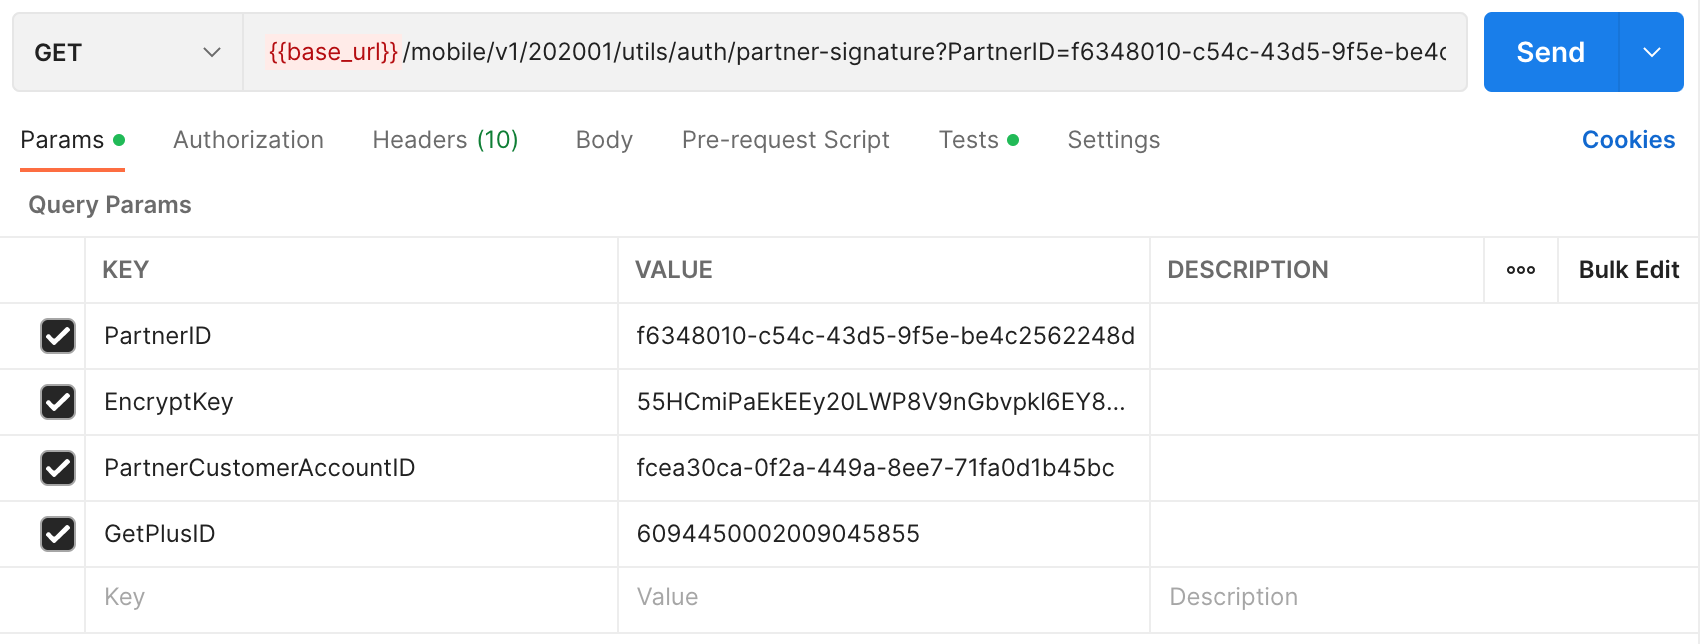 GET {{base_url}}/mobile/v1/202001/utils/auth/partner-signature?PartnerID=f6348010-c54c-43d5-9f5e-be4c Send
Params Authorization Headers (10) Body Pre-request Script Tests Settings Cookies
Query Params
KEY VALUE DESCRIPTION ooo Bulk Edit
PartnerID f6348010-c54c-43d5-9f5e-be4c2562248d
EncryptKey 55HCmiPaEkEEy20LWP8V9nGbvpkl6EY8...
PartnerCustomerAccountID fcea30ca-0f2a-449a-8ee7-71fa0d1b45bc
GetPlusID 6094450002009045855
Key Value Description